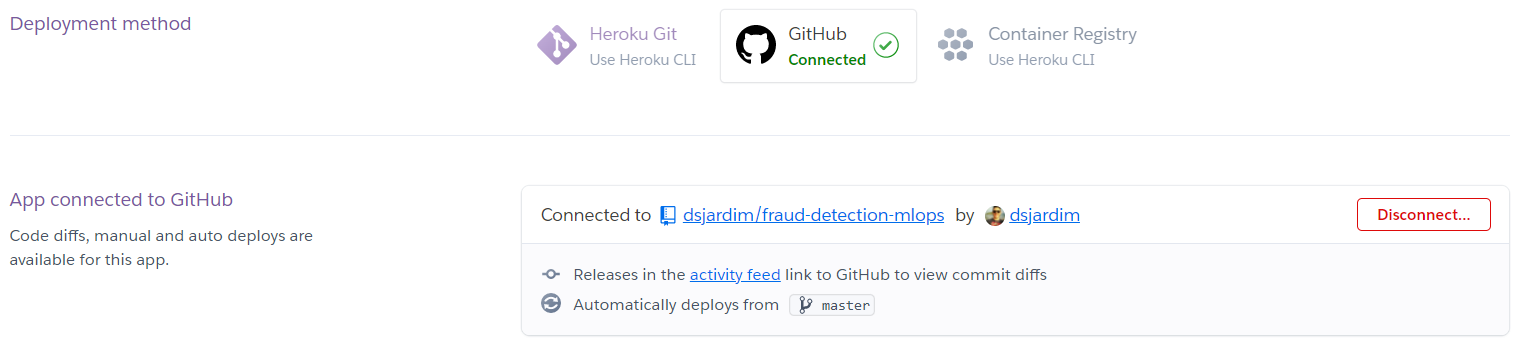 Deployment method
Heroku Git
Use Heroku CLI
GitHub
Connected
Container Registry
Use Heroku CLI
App connected to GitHub
Code diffs, manual and auto deploys are
available for this app.
Connected to dsjardim/fraud-detection-mlops by dsjardim
Disconnect...
Releases in the activity feed link to GitHub to view commit diffs
Automatically deploys from master